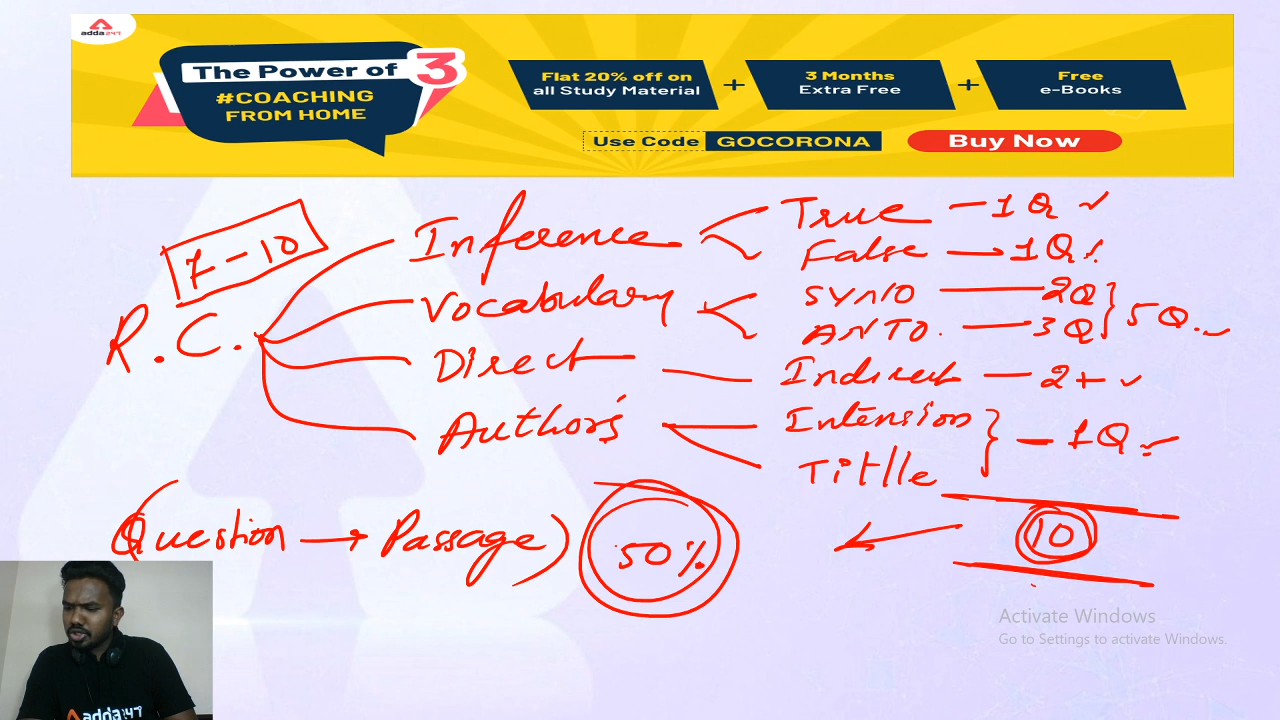 adda247
The Power of 3
#COACHING
FROM HOME
Flat 20% off on
all Study Material
+
3 Months
Extra Free
+
Free
e-Books
Use Code GOCORONA
Buy Now
7-10
R.C.
Inference
True - 1Q ✓
False → 1Q
Vocabulary
SYNO 2Q
ANTO. 3Q
} 5Q.
Direct — Indirect - 2+ ✓
Author's
Intension
Titlle
} - 1Q ✓
(Question → Passage) 50%
10
Activate Windows
Go to Settings to activate Windows.
adda247